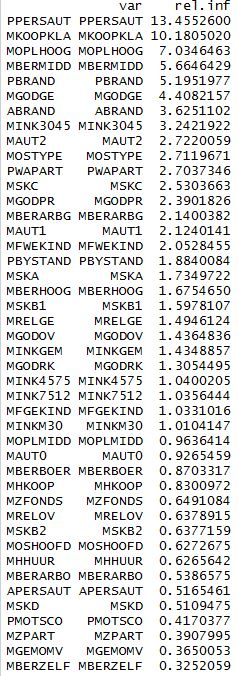 var rel.inf
PPERSAUT PPERSAUT 13.4552600
MKOOPKLA MKOOPKLA 10.1805020
MOPLHOOG MOPLHOOG 7.0346463
MBERMIDD MBERMIDD 5.6646429
PBRAND PBRAND 5.1951977
MGODGE MGODGE 4.4082157
ABRAND ABRAND 3.6251102
MINK3045 MINK3045 3.2421922
MAUT2 MAUT2 2.7222059
MOSTYPE MOSTYPE 2.7119671
PWAPART PWAPART 2.7037346
MSKC MSKC 2.5303663
MGODPR MGODPR 2.3901826
MBERARBG MBERARBG 2.1400382
MAUT1 MAUT1 2.1240141
MFWEKIND MFWEKIND 2.0528455
PBYSTAND PBYSTAND 1.8840084
MSKA MSKA 1.7349722
MBERHOOG MBERHOOG 1.6754650
MSKB1 MSKB1 1.5978107
MRELGE MRELGE 1.4946124
MGODOV MGODOV 1.4364836
MINKGEM MINKGEM 1.4348857
MGODRK MGODRK 1.3054495
MINK4575 MINK4575 1.0400205
MINK7512 MINK7512 1.0356444
MFGEKIND MFGEKIND 1.0331016
MINKM30 MINKM30 1.0104147
MOPLMIDD MOPLMIDD 0.9636414
MAUT0 MAUT0 0.9265459
MBERBOER MBERBOER 0.8703317
MHKOOP MHKOOP 0.8300972
MZFONDS MZFONDS 0.6491084
MRELOV MRELOV 0.6378915
MSKB2 MSKB2 0.6377159
MOSHOOFD MOSHOOFD 0.6272675
MHHUUR MHHUUR 0.6265642
MBERARBO MBERARBO 0.5386575
APERSAUT APERSAUT 0.5165461
MSKD MSKD 0.5109475
PMOTSCO PMOTSCO 0.4170377
MZPART MZPART 0.3907995
MGEMOMV MGEMOMV 0.3650053
MBERZELF MBERZELF 0.3252059